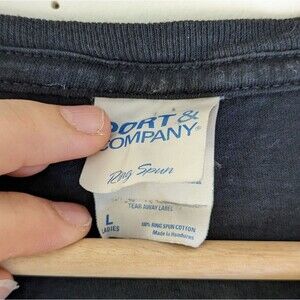 PORT &
COMPANY®
Ring Spun
TEAR AWAY LABEL
L
LADIES
100% RING SPUN COTTON
Made in Honduras